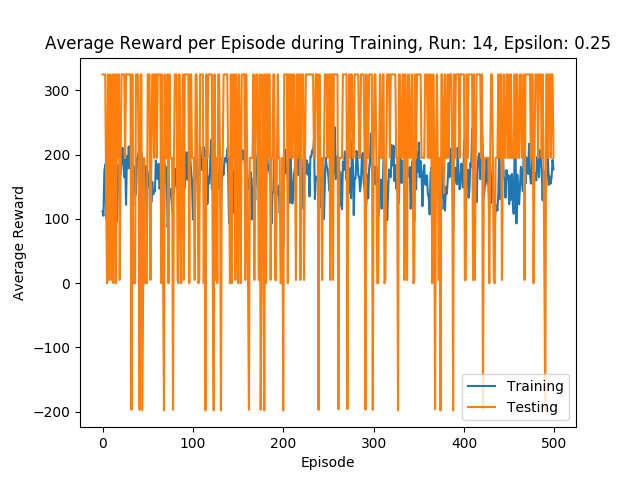 Average Reward per Episode during Training, Run: 14, Epsilon: 0.25
300
200
100
0
−100
−200
Average Reward
0 100 200 300 400 500
Episode
Training
Testing